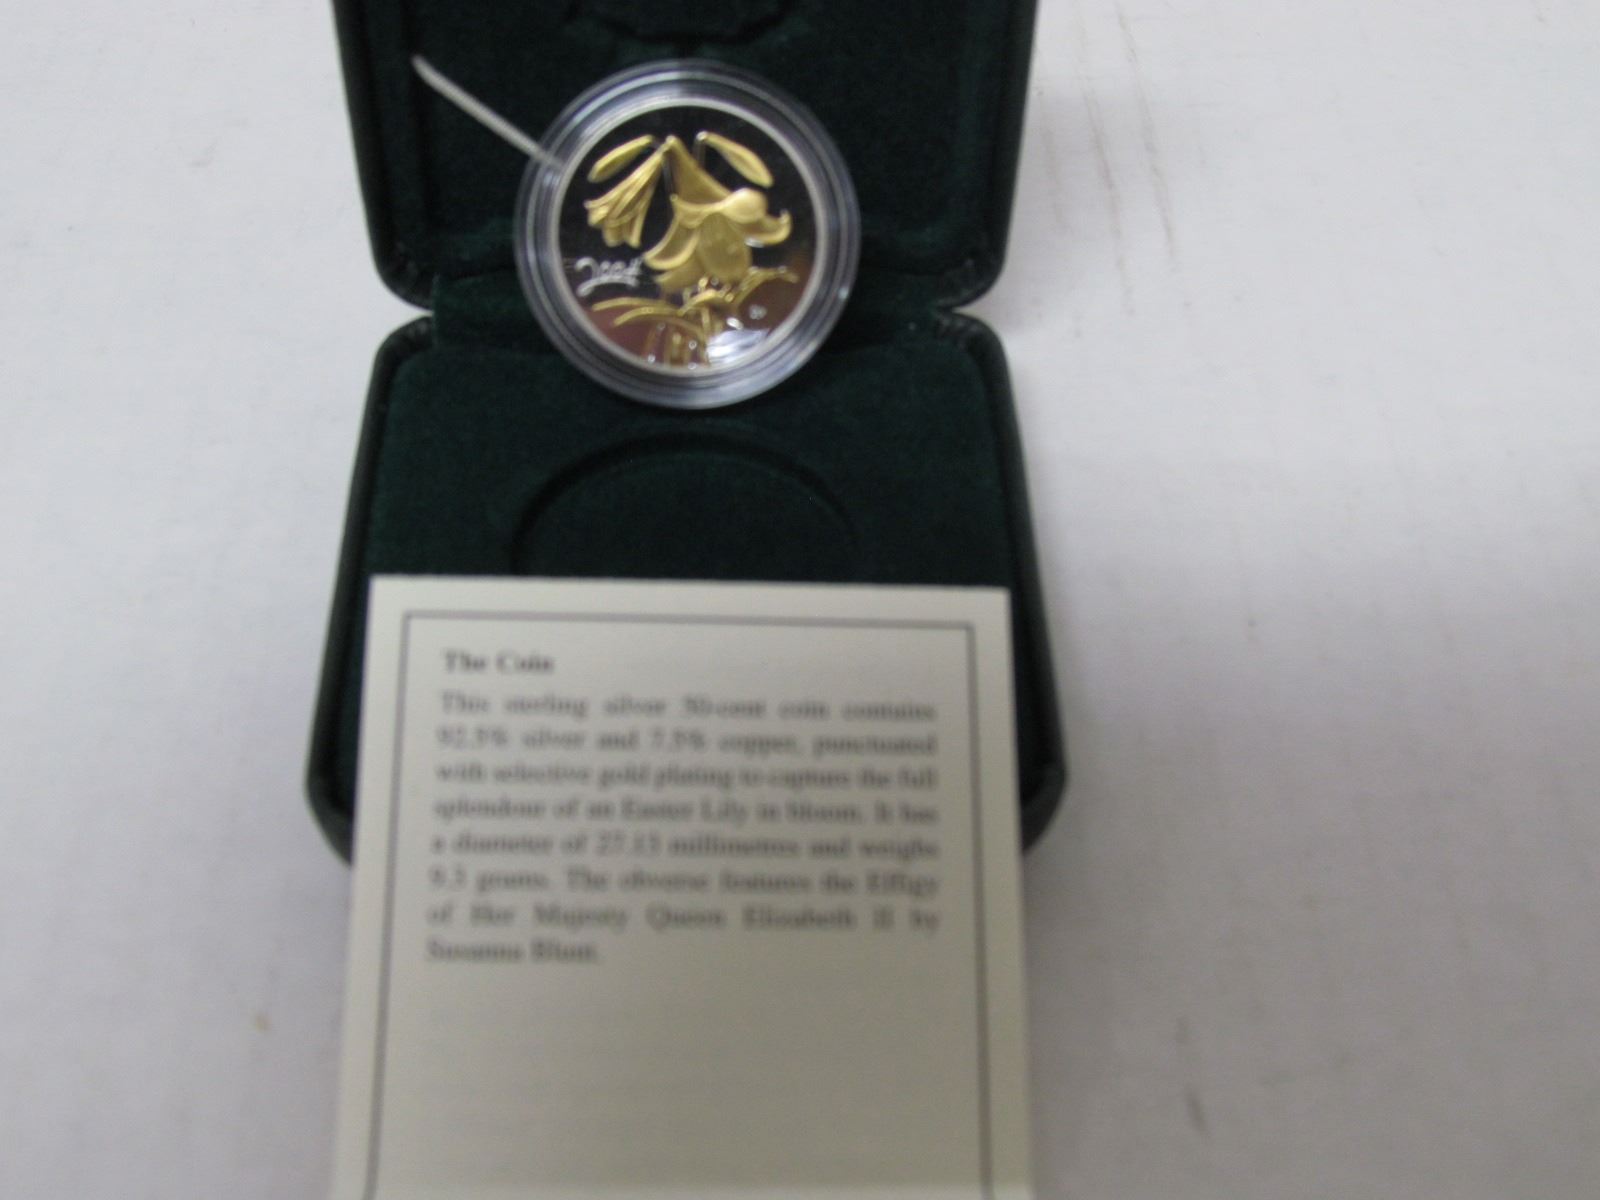 2004
The Coin
This sterling silver 50-cent coin contains
92.5% silver and 7.5% copper, punctuated
with selective gold plating to capture the full
splendour of an Easter Lily in bloom. It has
a diameter of 27.13 millimetres and weighs
9.3 grams. The obverse features the Effigy
of Her Majesty Queen Elizabeth II by
Susanna Blunt.